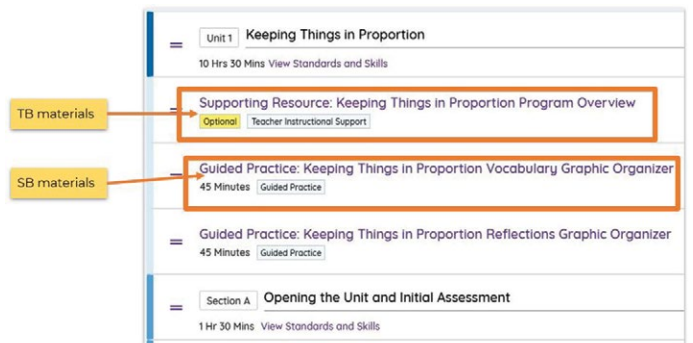 Unit 1 Keeping Things in Proportion
10 Hrs 30 Mins View Standards and Skills
TB materials
Supporting Resource: Keeping Things in Proportion Program Overview
Optional Teacher Instructional Support
SB materials
Guided Practice: Keeping Things in Proportion Vocabulary Graphic Organizer
45 Minutes Guided Practice
Guided Practice: Keeping Things in Proportion Reflections Graphic Organizer
45 Minutes Guided Practice
Section A Opening the Unit and Initial Assessment
1 Hr 30 Mins View Standards and Skills